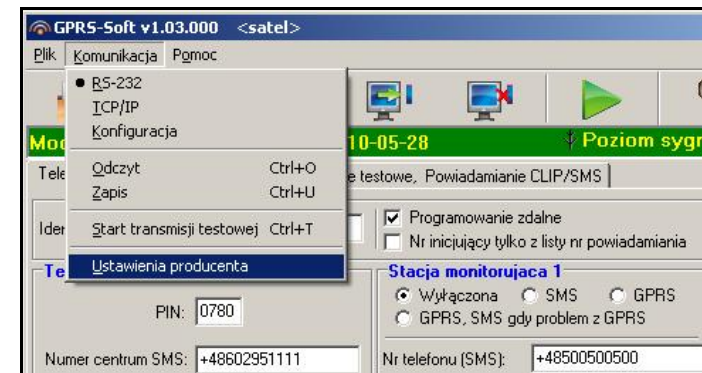 GPRS-Soft v1.03.000 <satel>
Plik Komunikacja Pomoc
RS-232
TCP/IP
Konfiguracja
Odczyt Ctrl+O
Zapis Ctrl+U
Start transmisji testowej Ctrl+T
Ustawienia producenta
10-05-28 Poziom sygn
Tele e testowe, Powiadamianie CLIP/SMS
Iden Programowanie zdalne
Nr inicjujący tylko z listy nr powiadamiania
Te Stacja monitorujaca 1
Wyłączona SMS GPRS
GPRS, SMS gdy problem z GPRS
PIN: 0780
Numer centrum SMS: +48602951111 Nr telefonu (SMS): +48500500500